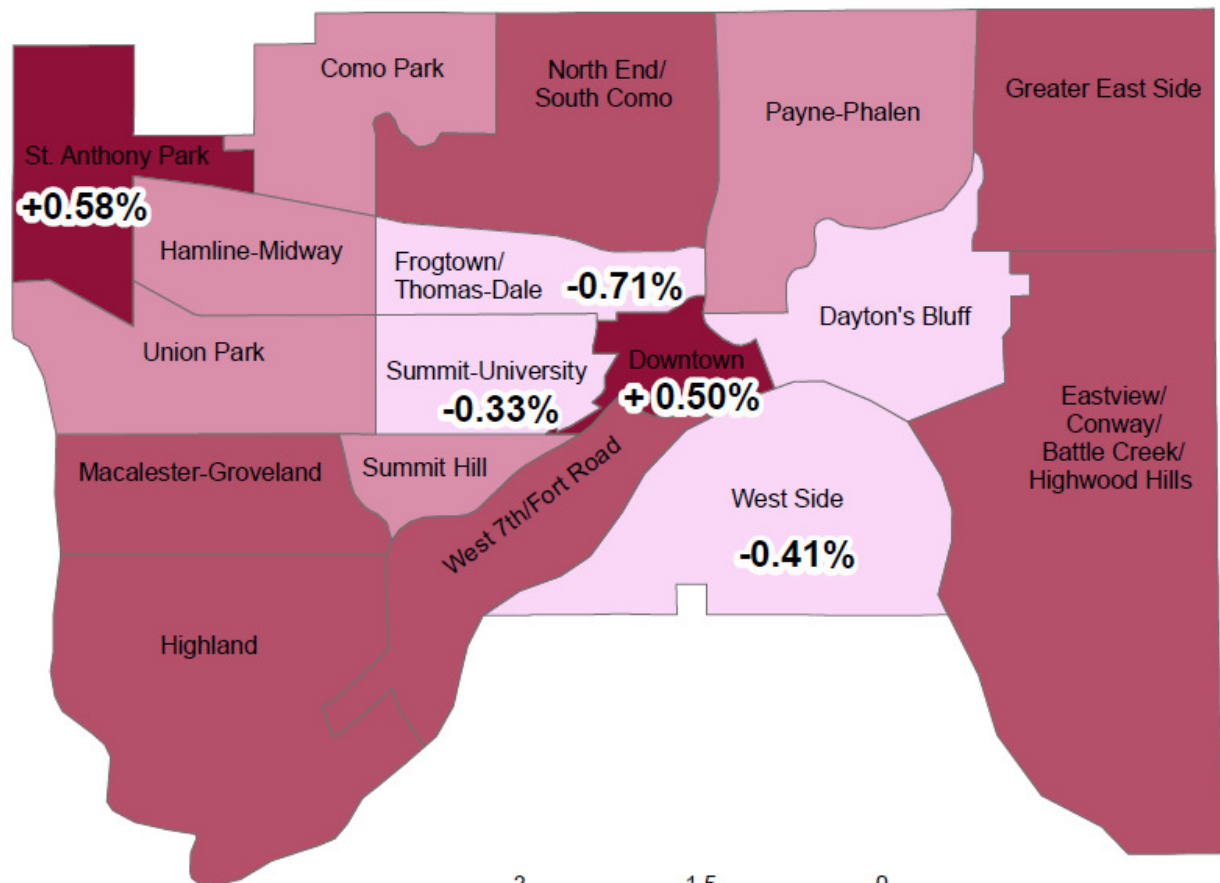 Como Park
North End/
South Como
Payne-Phalen
Greater East Side
St. Anthony Park
+0.58%
Hamline-Midway
Frogtown/
Thomas-Dale
-0.71%
Dayton's Bluff
Union Park
Summit-University
-0.33%
Downtown
+ 0.50%
Eastview/
Conway/
Battle Creek/
Highwood Hills
Macalester-Groveland
Summit Hill
West 7th/Fort Road
West Side
-0.41%
Highland